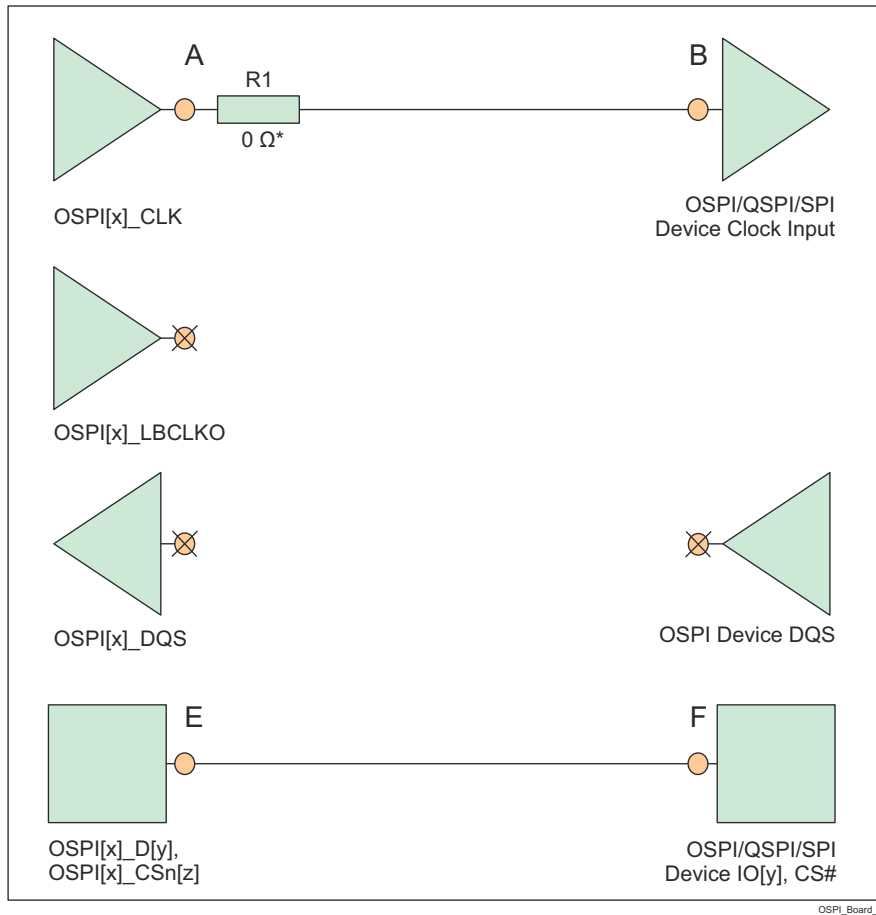 A
B
R1
0 Ω*
OSPI[x]_CLK
OSPI/QSPI/SPI
Device Clock Input
OSPI[x]_LBCLKO
OSPI[x]_DQS
OSPI Device DQS
E
F
OSPI[x]_D[y],
OSPI[x]_CSn[z]
OSPI/QSPI/SPI
Device IO[y], CS#
OSPI_Board_